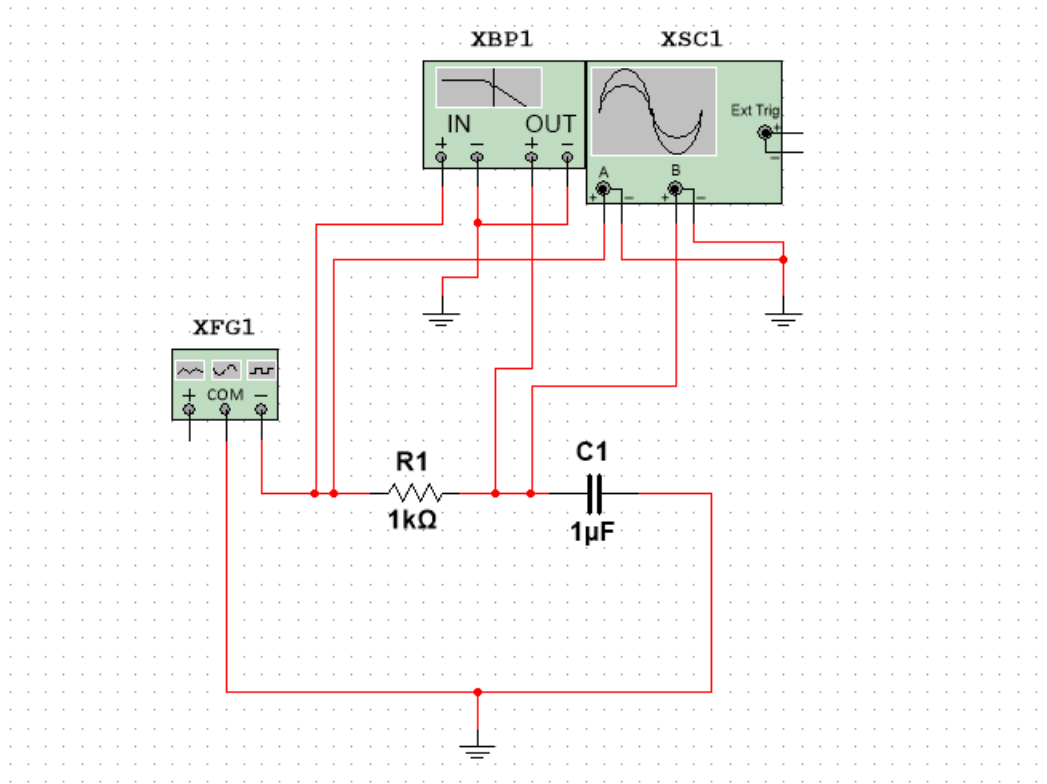 XBP1
XSC1
IN
OUT
+
−
+
−
Ext Trig
+
−
A
B
+
−
+
−
XFG1
+
COM
−
R1
1kΩ
C1
1µF